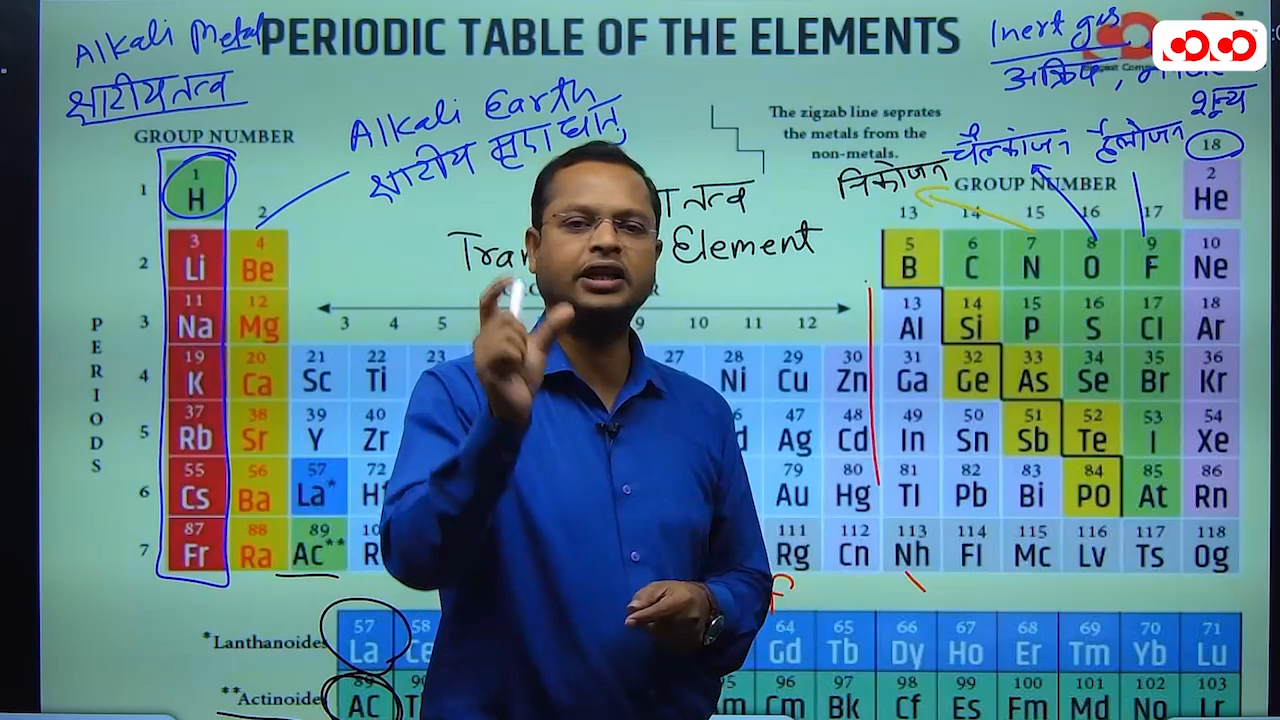 Alkali Metal
क्षारीय तत्व
PERIODIC TABLE OF THE ELEMENTS
Inert gas
अक्रिय,
शून्य
Alkali Earth
क्षारीय मृदा धातु
The zigzab line seprates
the metals from the
non-metals.
चैल्कोजन
हैलोजन
निकोजन
तत्व
Element
GROUP NUMBER
GROUP NUMBER
18
1 1 H 2 He
2 13 14 15 16 17
2 3 Li 4 Be 5 B 6 C 7 N 8 O 9 F 10 Ne
3 11 Na 12 Mg 13 Al 14 Si 15 P 16 S 17 Cl 18 Ar
3 4 5 9 10 11 12
4 19 K 20 Ca 21 Sc 22 Ti 23 27 28 Ni 29 Cu 30 Zn 31 Ga 32 Ge 33 As 34 Se 35 Br 36 Kr
5 37 Rb 38 Sr 39 Y 40 Zr 47 Ag 48 Cd 49 In 50 Sn 51 Sb 52 Te 53 I 54 Xe
6 55 Cs 56 Ba 57 La* 72 79 Au 80 Hg 81 Tl 82 Pb 83 Bi 84 PO 85 At 86 Rn
7 87 Fr 88 Ra 89 Ac** 111 Rg 112 Cn 113 Nh 114 Fl 115 Mc 116 Lv 117 Ts 118 Og
PERIODS
f
*Lanthanoides 57 La 58 Ce 64 Gd 65 Tb 66 Dy 67 Ho 68 Er 69 Tm 70 Yb 71 Lu
**Actinoides 89 AC 96 Cm 97 Bk 98 Cf 99 Es 100 Fm 101 Md 102 No 103 Lr